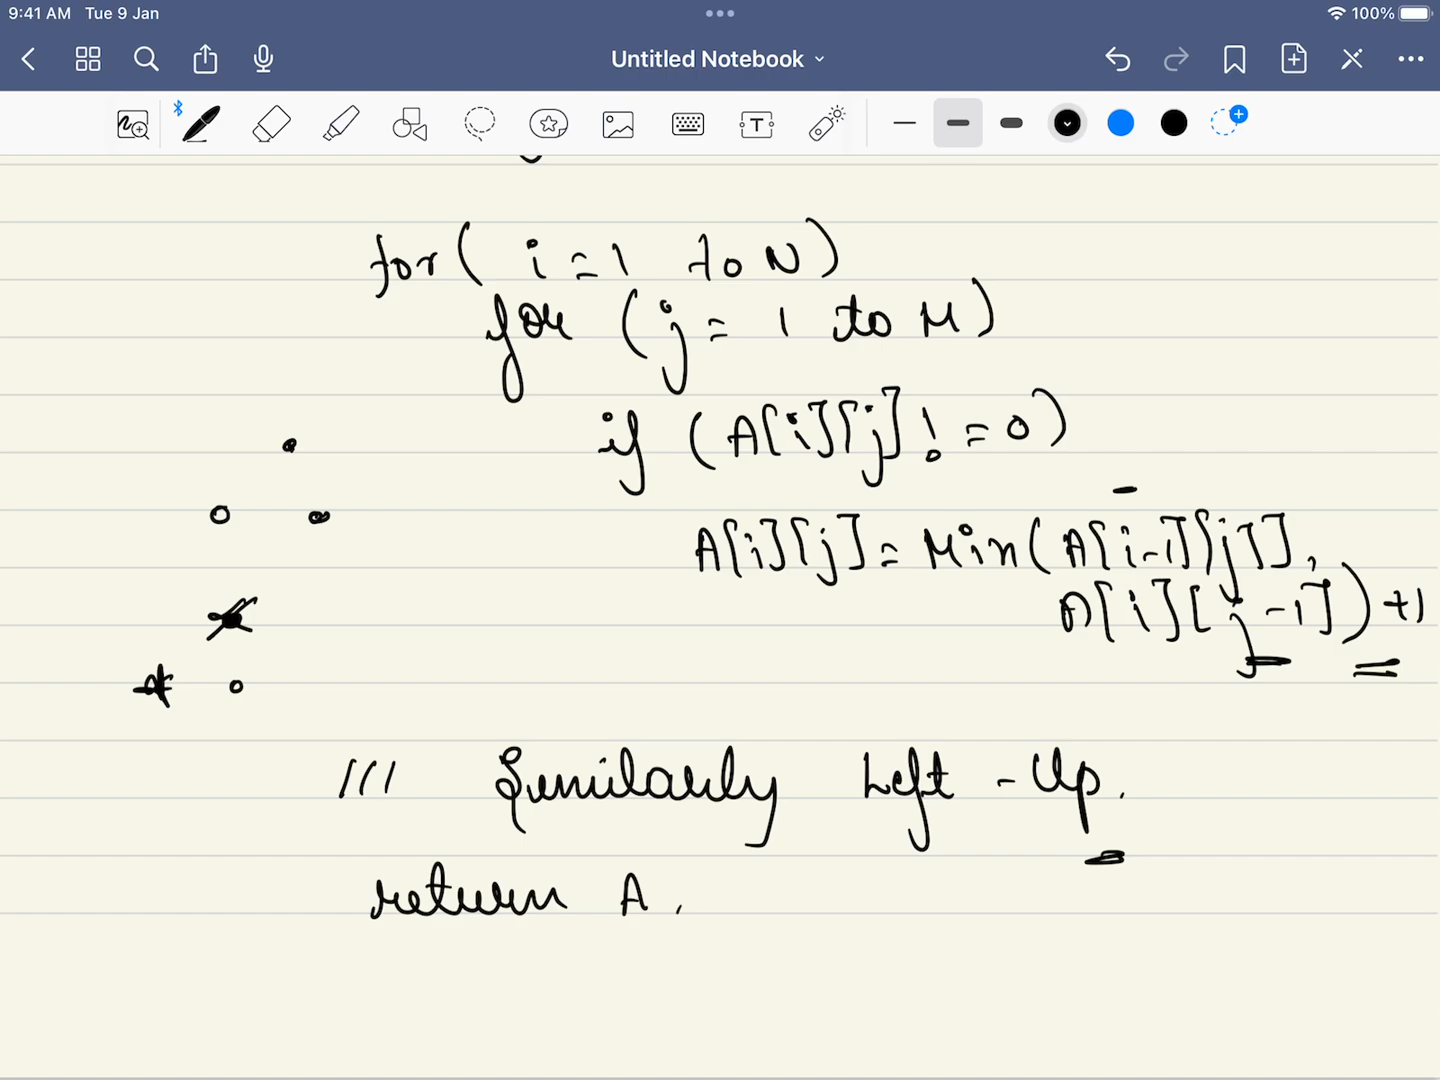 9:41 AM Tue 9 Jan
100%
Untitled Notebook
T
for( i=1 to N)
for (j= 1 to M)
if (A[i][j] != 0)
A[i][j] = Min( A[i-1][j],
A[i][j-1] ) +1
/// Similarly Left - Up.
return A.